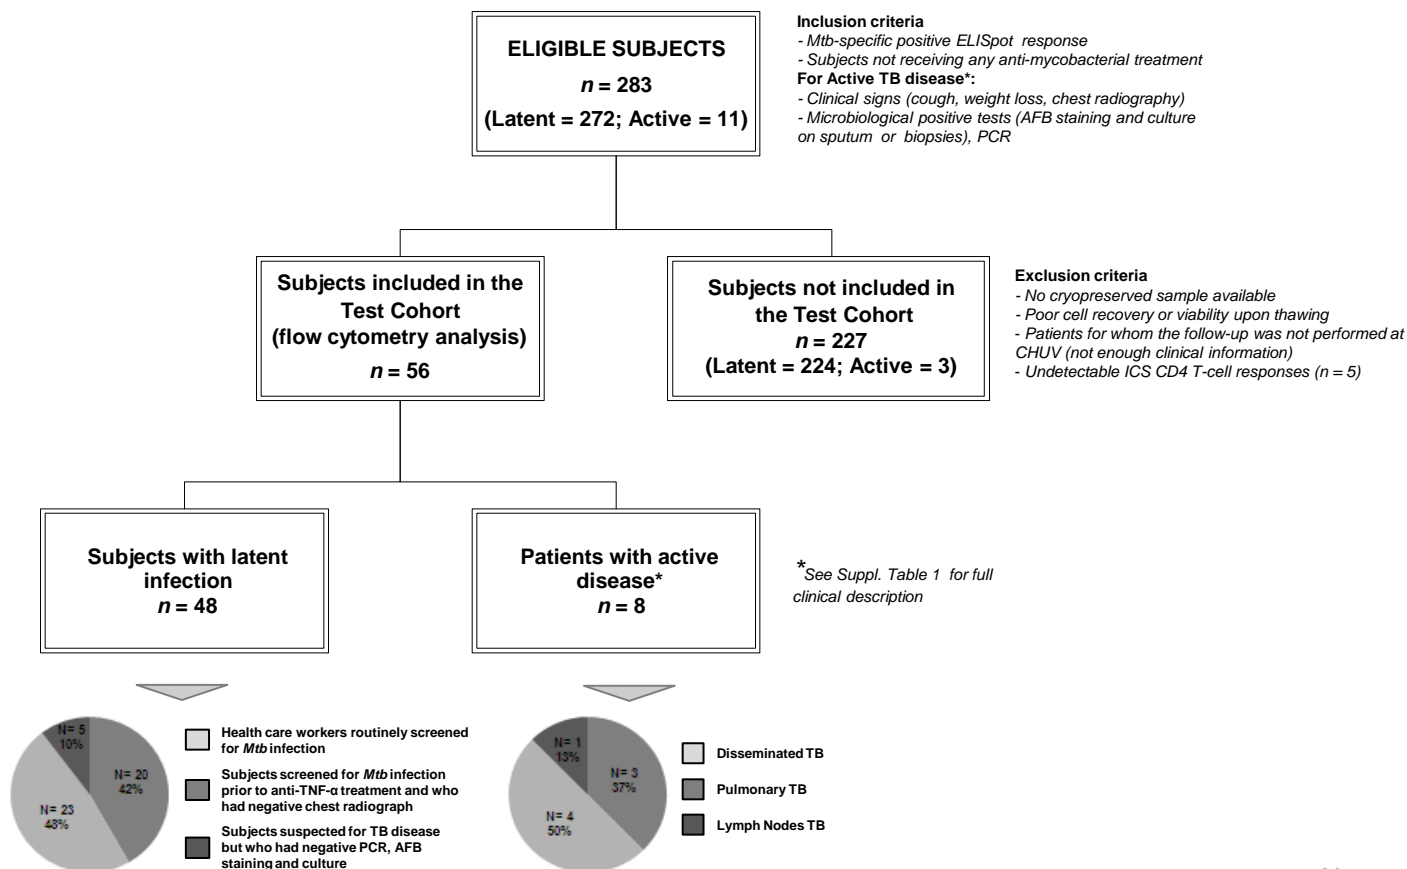 ELIGIBLE SUBJECTS
n = 283
(Latent = 272; Active = 11)
Inclusion criteria
- Mtb-specific positive ELISpot response
- Subjects not receiving any anti-mycobacterial treatment
For Active TB disease*:
- Clinical signs (cough, weight loss, chest radiography)
- Microbiological positive tests (AFB staining and culture
on sputum or biopsies), PCR
Subjects included in the
Test Cohort
(flow cytometry analysis)
n = 56
Subjects not included in
the Test Cohort
n = 227
(Latent = 224; Active = 3)
Exclusion criteria
- No cryopreserved sample available
- Poor cell recovery or viability upon thawing
- Patients for whom the follow-up was not performed at
CHUV (not enough clinical information)
- Undetectable ICS CD4 T-cell responses (n = 5)
Subjects with latent
infection
n = 48
Patients with active
disease*
n = 8
*See Suppl. Table 1 for full
clinical description
N= 5
10%
N= 20
42%
N= 23
48%
Health care workers routinely screened
for Mtb infection
Subjects screened for Mtb infection
prior to anti-TNF-α treatment and who
had negative chest radiograph
Subjects suspected for TB disease
but who had negative PCR, AFB
staining and culture
N= 1
13%
N= 3
37%
N= 4
50%
Disseminated TB
Pulmonary TB
Lymph Nodes TB